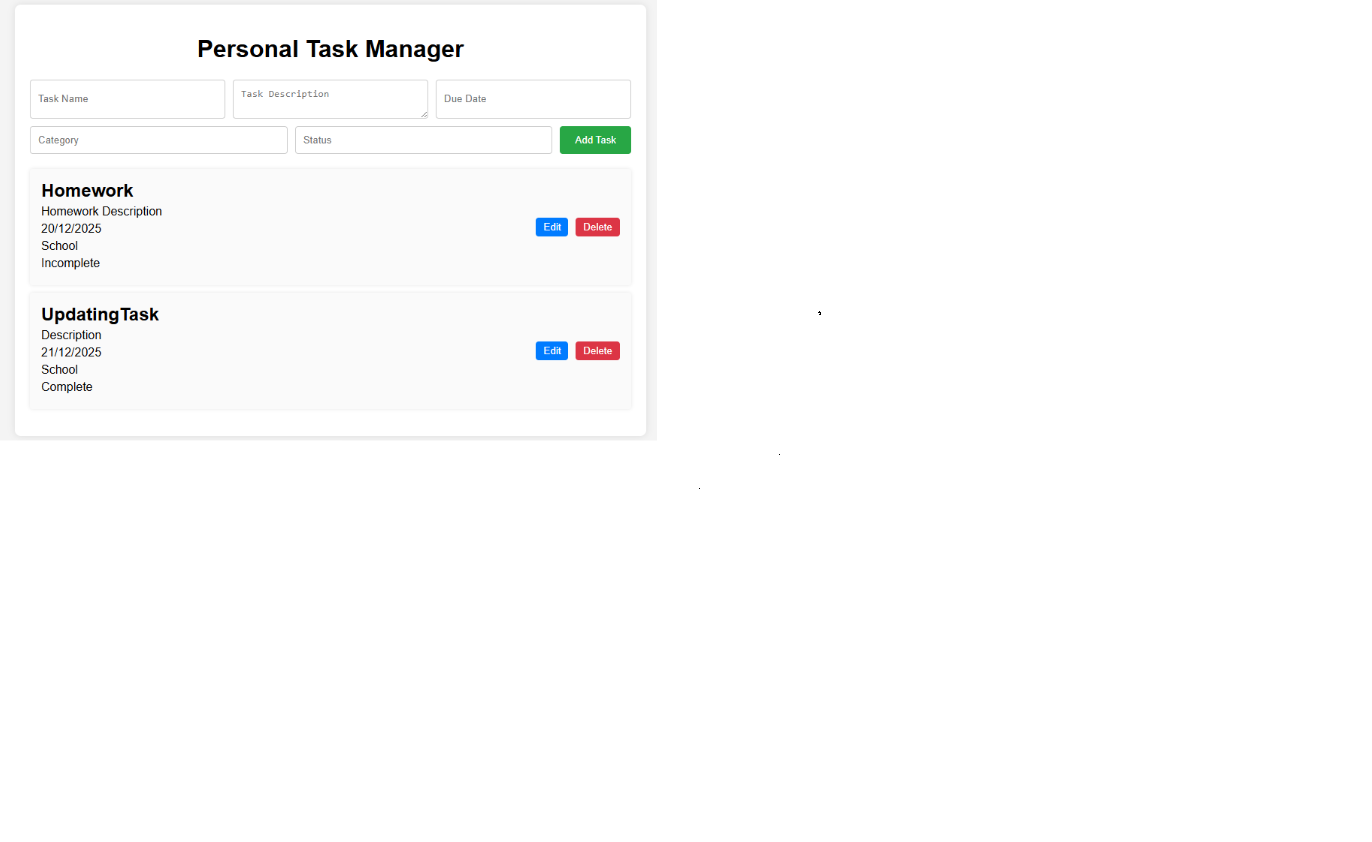 Personal Task Manager
Task Name
Task Description
Due Date
Category
Status
Add Task
Homework
Homework Description
20/12/2025
School
Incomplete
Edit
Delete
UpdatingTask
Description
21/12/2025
School
Complete
Edit
Delete